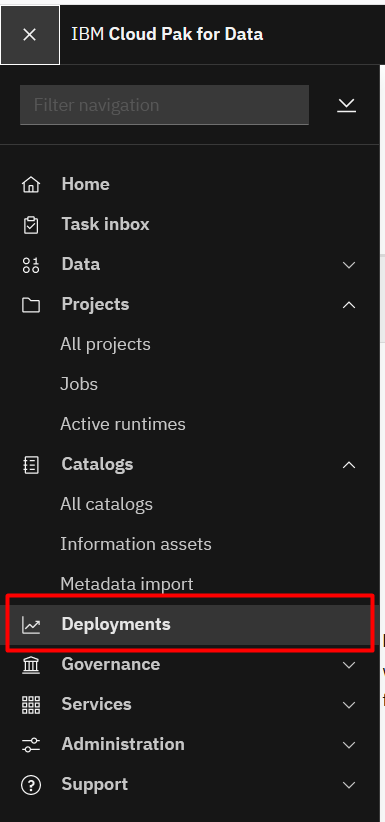 IBM Cloud Pak for Data
Filter navigation
Home
Task inbox
Data
Projects
All projects
Jobs
Active runtimes
Catalogs
All catalogs
Information assets
Metadata import
Deployments
Governance
Services
Administration
Support